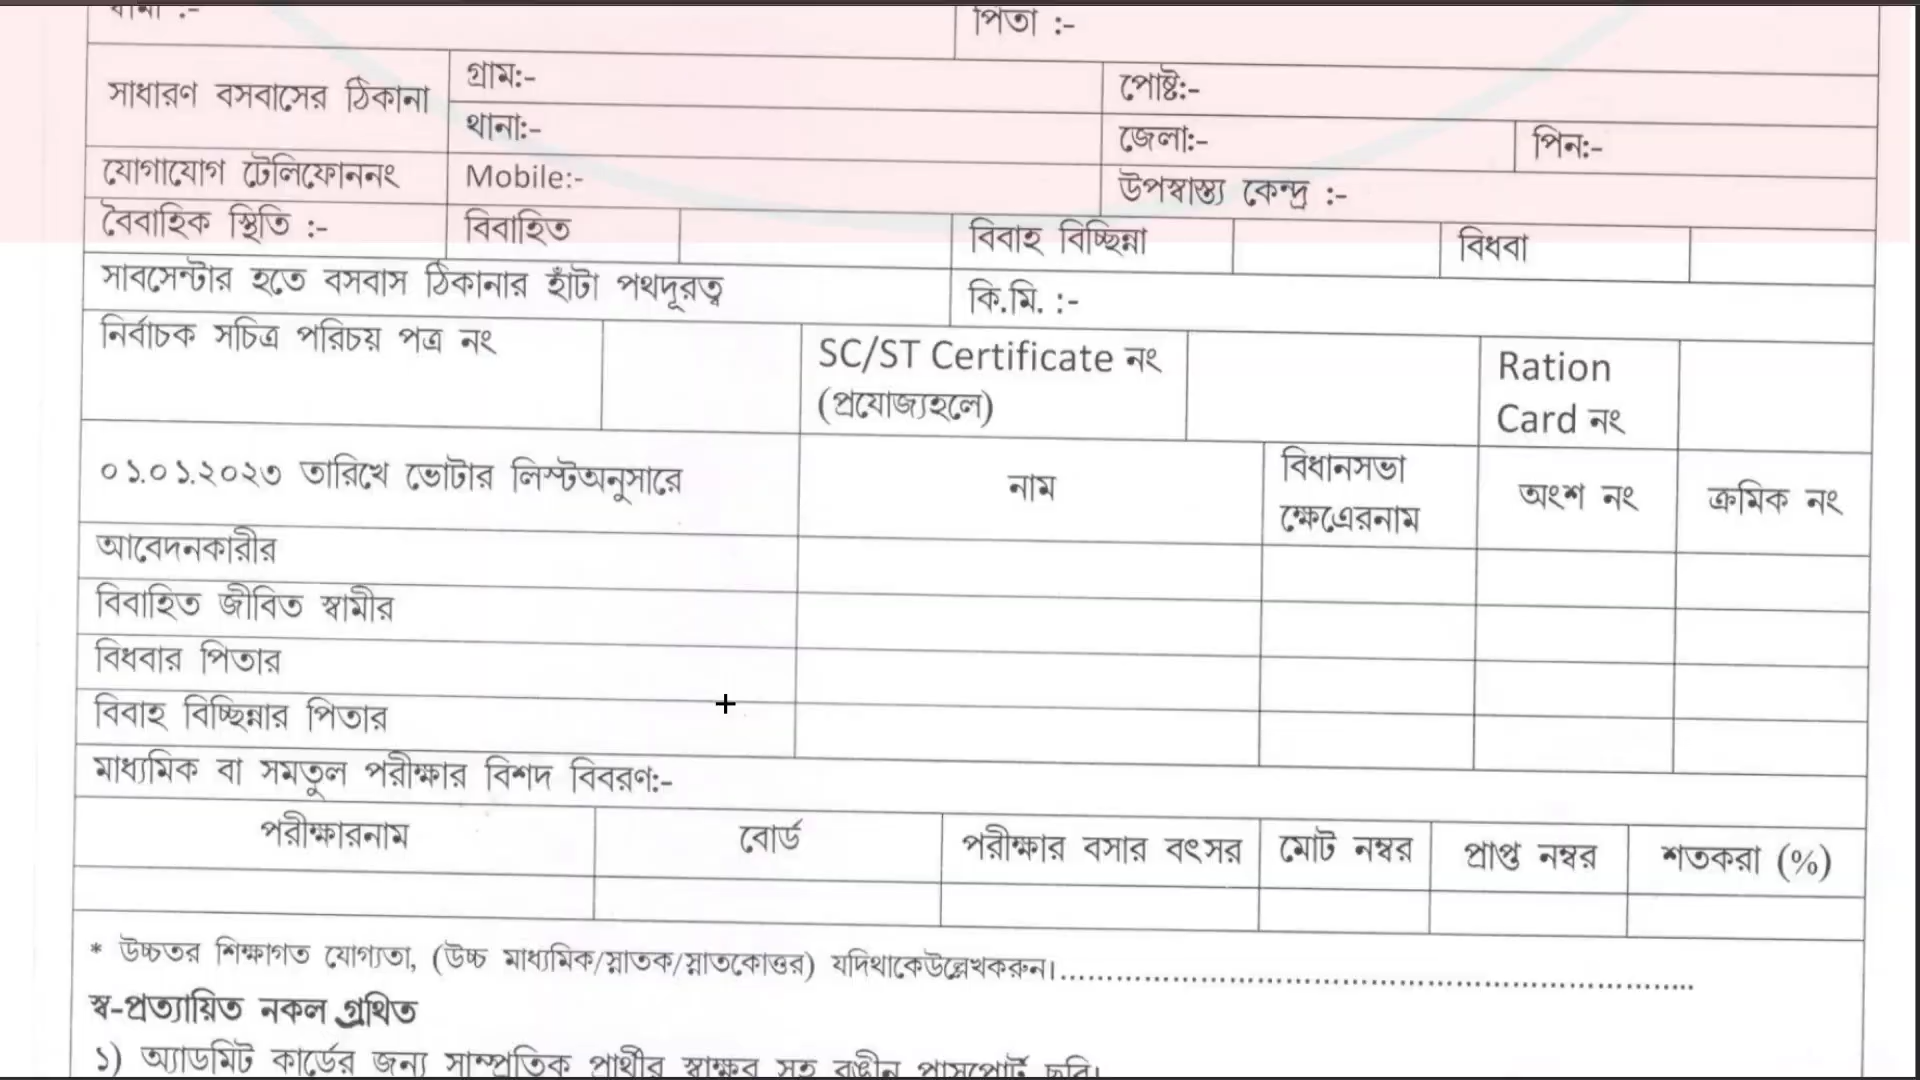 থানা :-
পিতা :-
সাধারণ বসবাসের ঠিকানা
গ্রাম:-
পোষ্ট:-
থানা:-
জেলা:-
পিন:-
যোগাযোগ টেলিফোননং
Mobile:-
উপস্বাস্থ্য কেন্দ্র :-
বৈবাহিক স্থিতি :-
বিবাহিত
বিবাহ বিচ্ছিন্না
বিধবা
সাবসেন্টার হতে বসবাস ঠিকানার হাঁটা পথদূরত্ব
কি.মি. :-
নির্বাচক সচিত্র পরিচয় পত্র নং
SC/ST Certificate নং
(প্রযোজ্যহলে)
Ration
Card নং
০১.০১.২০২৩ তারিখে ভোটার লিস্টঅনুসারে
নাম
বিধানসভা
ক্ষেএেরনাম
অংশ নং
ক্রমিক নং
আবেদনকারীর
বিবাহিত জীবিত স্বামীর
বিধবার পিতার
বিবাহ বিচ্ছিন্নার পিতার
মাধ্যমিক বা সমতুল পরীক্ষার বিশদ বিবরণ:-
পরীক্ষারনাম
বোর্ড
পরীক্ষার বসার বৎসর
মোট নম্বর
প্রাপ্ত নম্বর
শতকরা (%)
* উচ্চতর শিক্ষাগত যোগ্যতা, (উচ্চ মাধ্যমিক/স্নাতক/স্নাতকোত্তর) যদিথাকেউল্লেখকরুন।..........................................................................................
স্ব-প্রত্যায়িত নকল গ্রথিত
১) অ্যাডমিট কার্ডের জন্য সাম্প্রতিক প্রার্থীর স্বাক্ষর সহ রঙীন পাসপোর্ট ছবি।